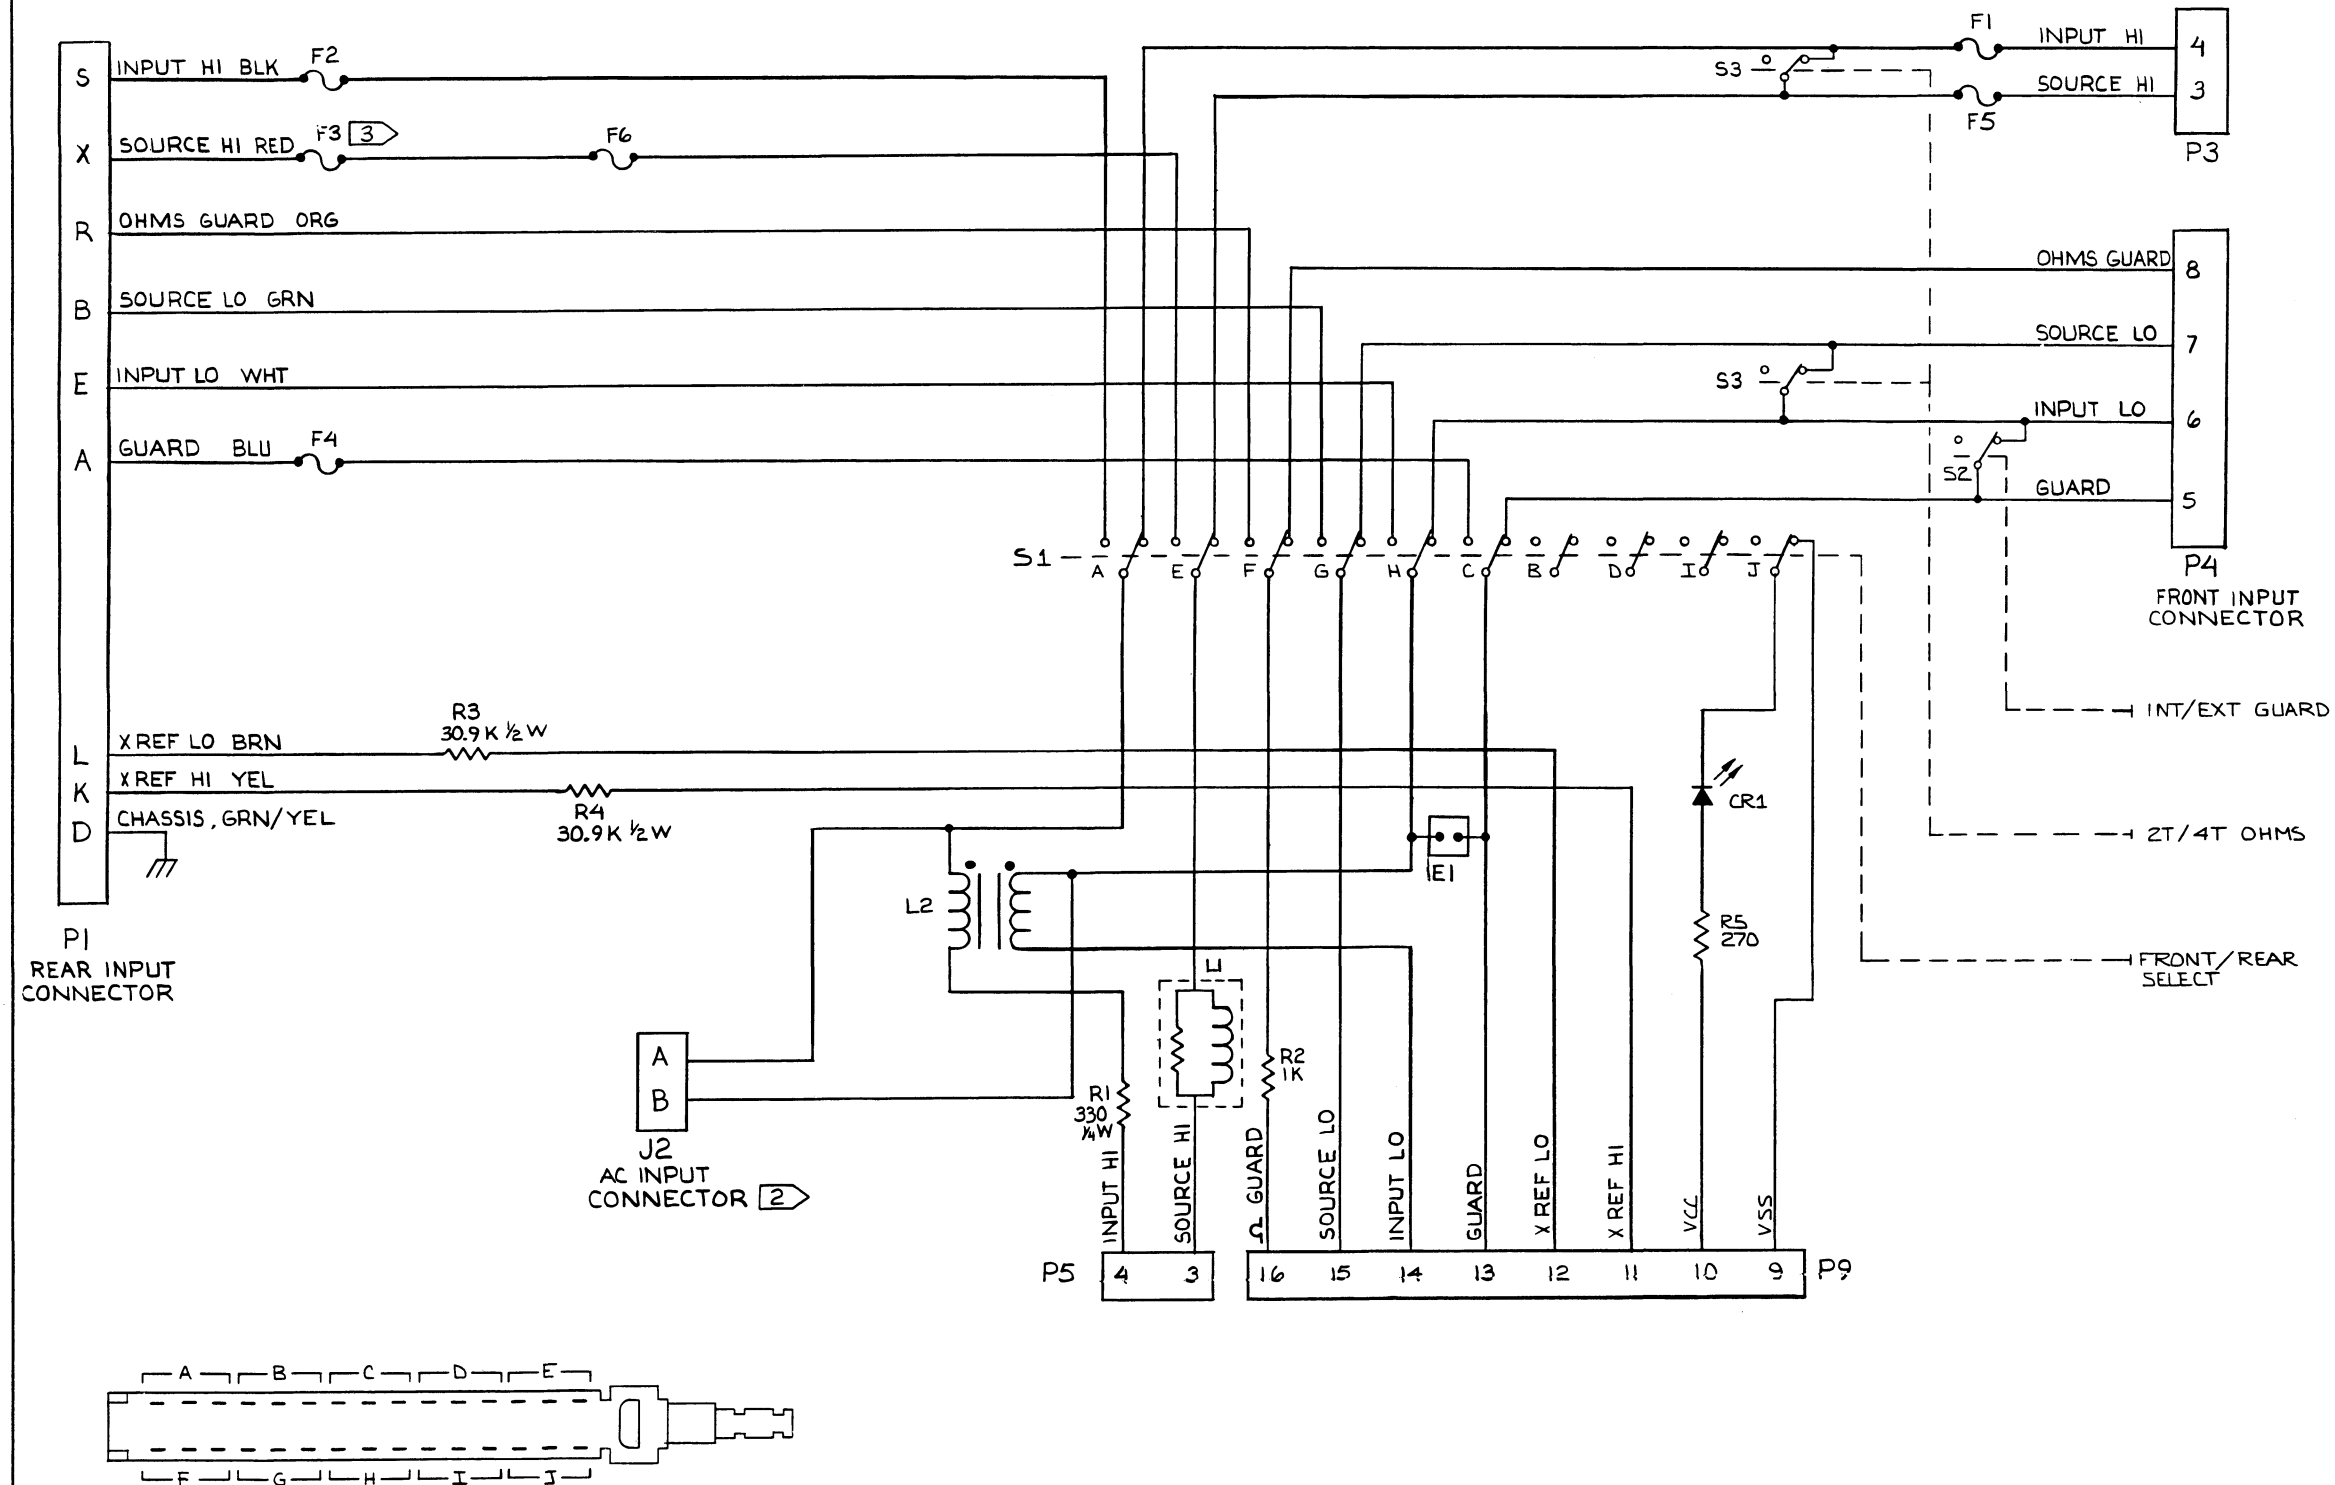 S
INPUT HI BLK
F2
X
SOURCE HI RED
F3
3
F6
R
OHMS GUARD ORG
B
SOURCE LO GRN
E
INPUT LO WHT
A
GUARD BLU
F4
L
X REF LO BRN
R3
30.9K ½ W
K
X REF HI YEL
R4
30.9K ½ W
D
CHASSIS, GRN/YEL
P1
REAR INPUT
CONNECTOR
F1
INPUT HI
4
S3
SOURCE HI
3
F5
P3
OHMS GUARD
8
SOURCE LO
7
S3
INPUT LO
6
S2
GUARD
5
P4
FRONT INPUT
CONNECTOR
S1
A
E
F
G
H
C
B
D
I
J
INT/EXT GUARD
CR1
2T/4T OHMS
E1
L2
R5
270
FRONT/REAR
SELECT
L1
A
B
J2
AC INPUT
CONNECTOR
2
R1
330
¼W
R2
1K
INPUT HI
SOURCE HI
Ω GUARD
SOURCE LO
INPUT LO
GUARD
X REF LO
X REF HI
VCC
VSS
P5
4
3
16
15
14
13
12
11
10
9
P9
A
B
C
D
E
F
G
H
I
J